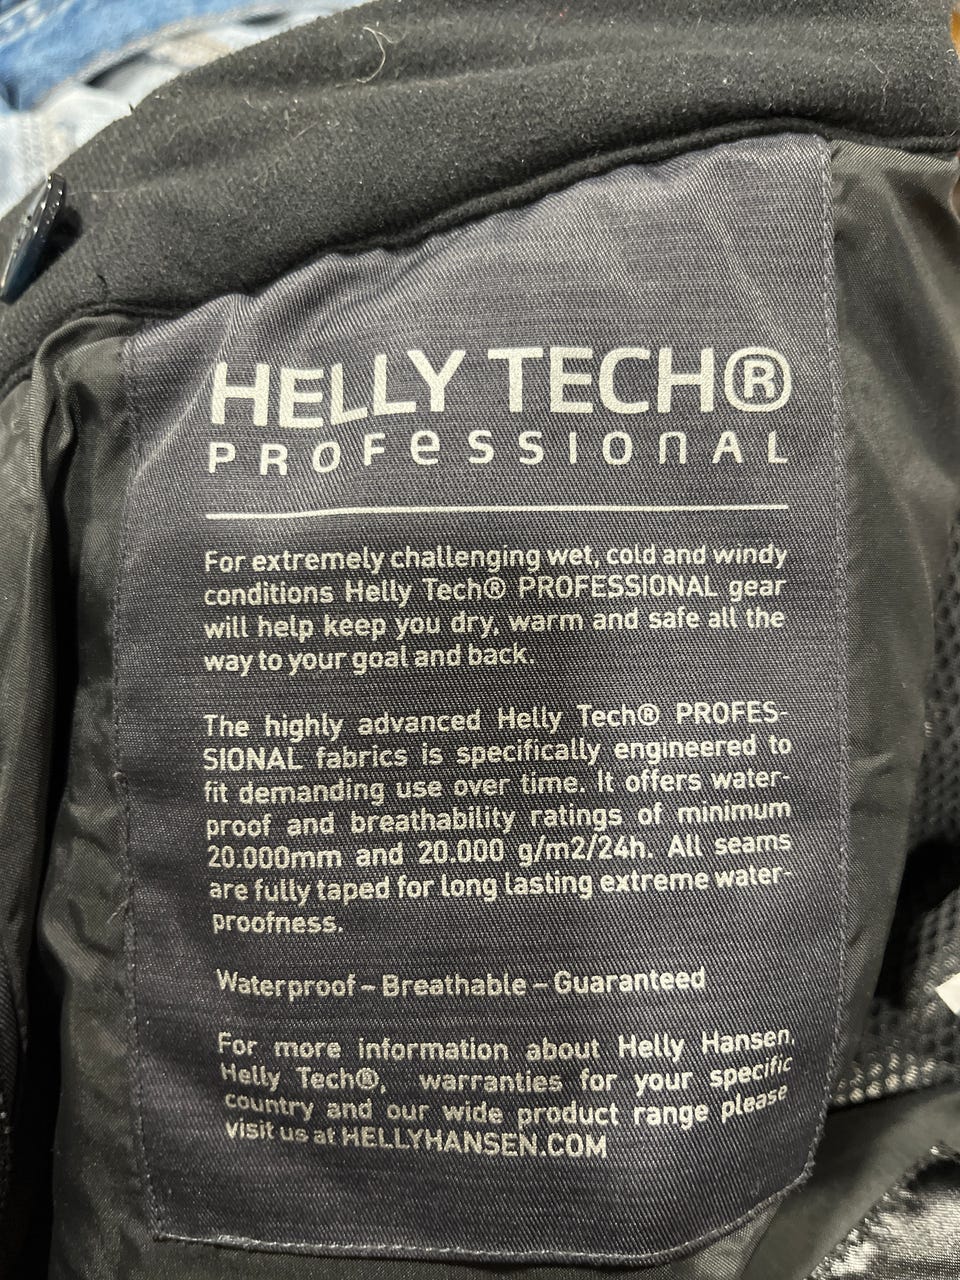 HELLY TECH®
PROFeSSIONAL
For extremely challenging wet, cold and windy
conditions Helly Tech® PROFESSIONAL gear
will help keep you dry, warm and safe all the
way to your goal and back.
The highly advanced Helly Tech® PROFES-
SIONAL fabrics is specifically engineered to
fit demanding use over time. It offers water-
proof and breathability ratings of minimum
20.000mm and 20.000 g/m2/24h. All seams
are fully taped for long lasting extreme water-
proofness.
Waterproof – Breathable – Guaranteed
For more information about Helly Hansen,
Helly Tech®, warranties for your specific
country and our wide product range please
visit us at HELLYHANSEN.COM